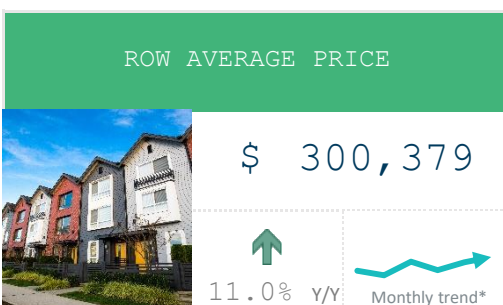 ROW AVERAGE PRICE
$ 300,379
11.0% Y/Y
Monthly trend*